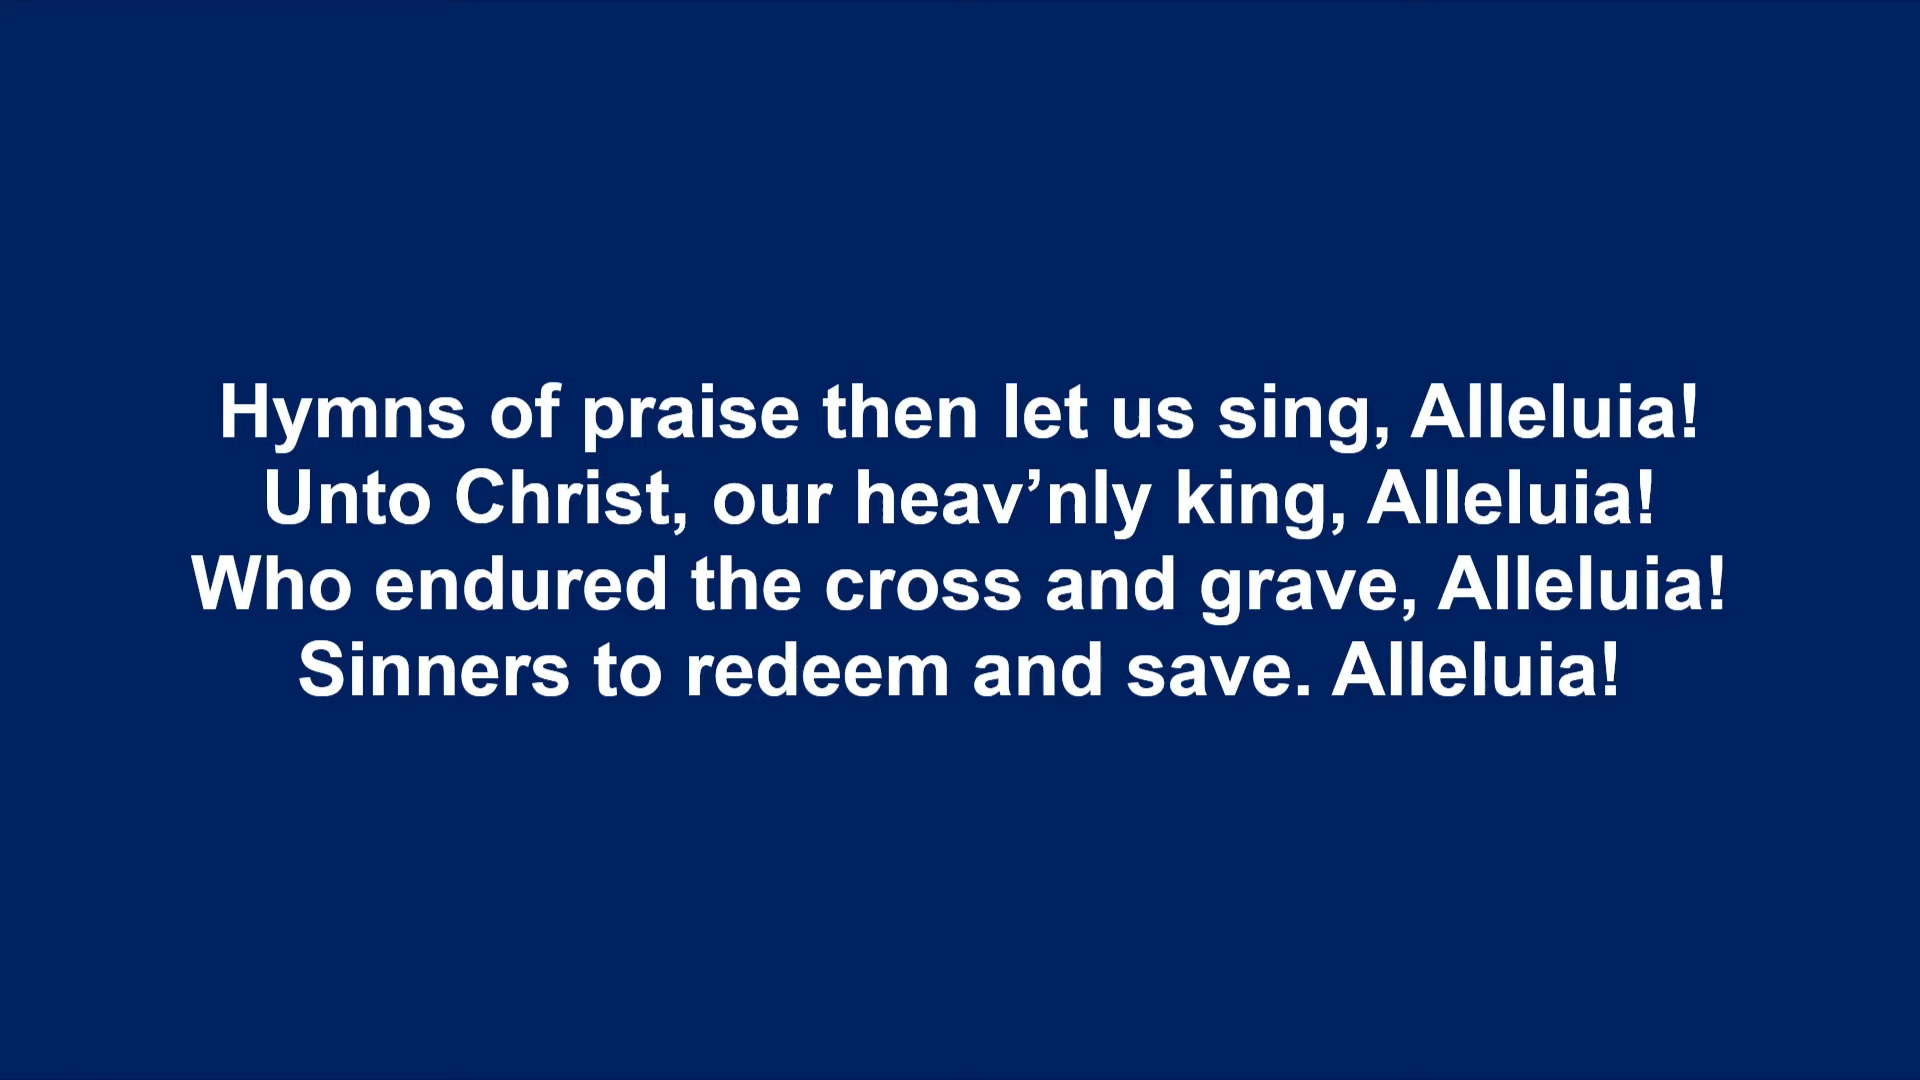 Hymns of praise then let us sing, Alleluia!
Unto Christ, our heav’nly king, Alleluia!
Who endured the cross and grave, Alleluia!
Sinners to redeem and save. Alleluia!